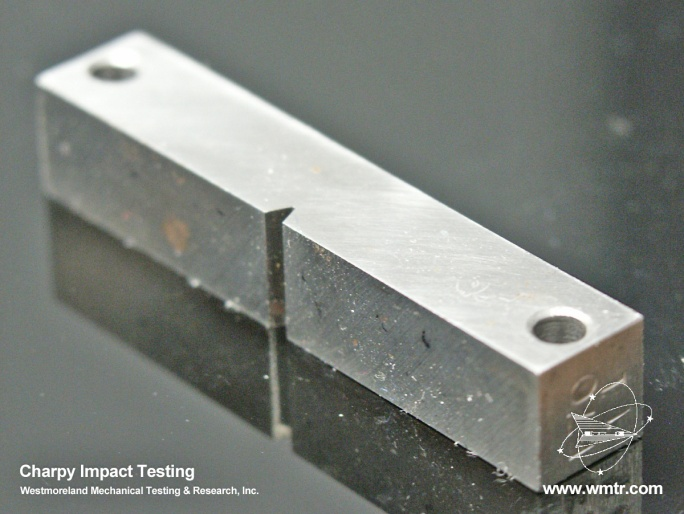 Charpy Impact Testing
Westmoreland Mechanical Testing & Research, Inc.
www.wmtr.com